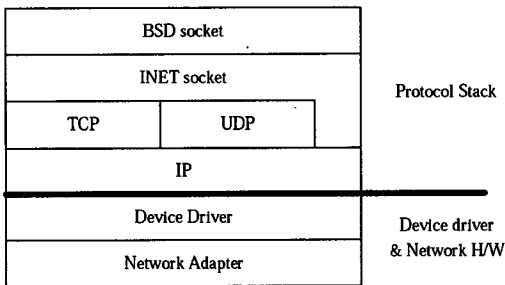 BSD socket
INET socket
Protocol Stack
TCP UDP
IP
Device Driver
Device driver
& Network H/W
Network Adapter